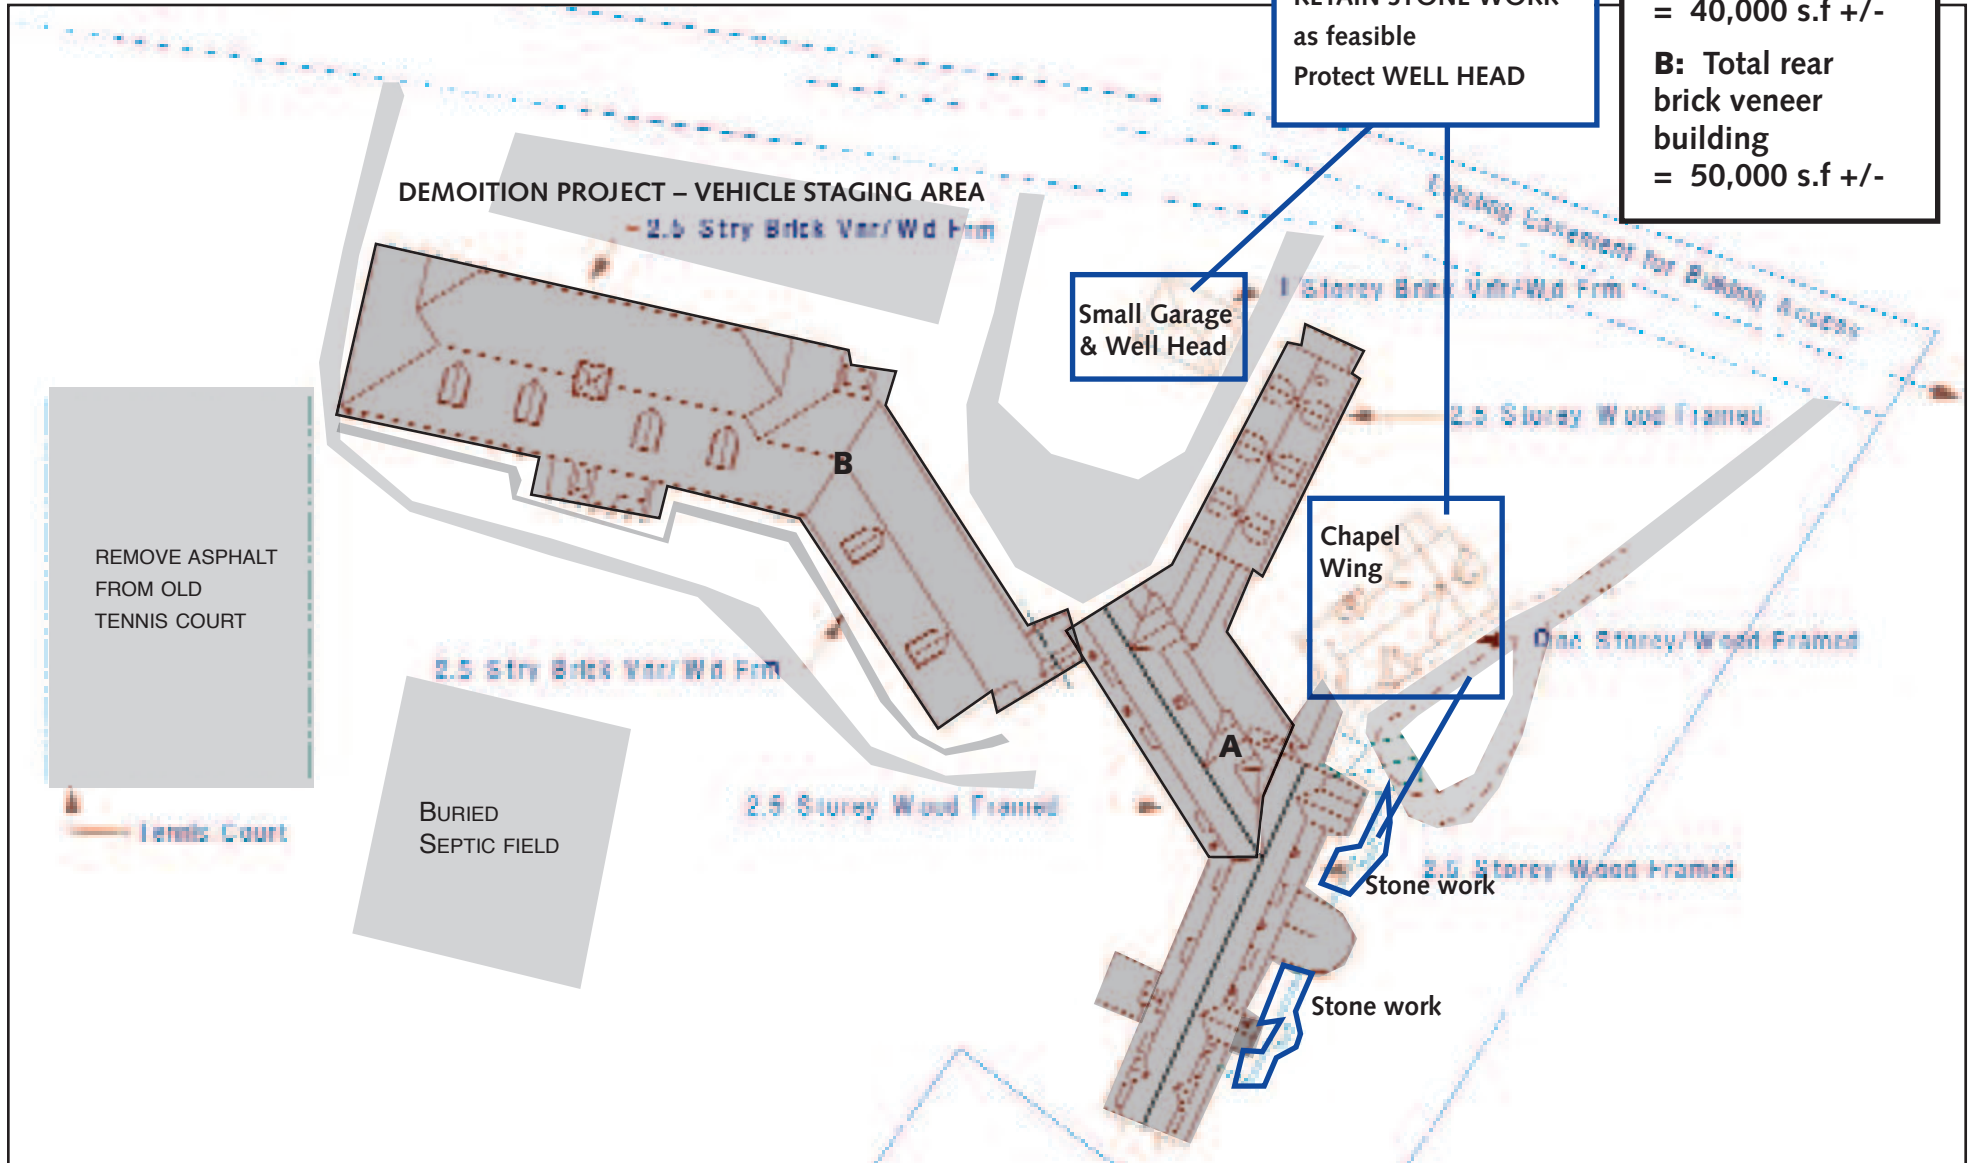 RETAIN STONE WORK
as feasible
Protect WELL HEAD
= 40,000 s.f +/-
B: Total rear
brick veneer
building
= 50,000 s.f +/-
DEMOITION PROJECT – VEHICLE STAGING AREA
2.5 Stry Brick Vnr/Wd Frm
Existing Easement for Building Access
1 Storey Brick Vnr/Wd Frm
Small Garage
& Well Head
2.5 Storey Wood Framed
B
Chapel
Wing
REMOVE ASPHALT
FROM OLD
TENNIS COURT
One Storey/Wood Framed
2.5 Stry Brick Vnr/Wd Frm
A
2.5 Storey Wood Framed
BURIED
SEPTIC FIELD
Tennis Court
2.5 Storey Wood Framed
Stone work
Stone work